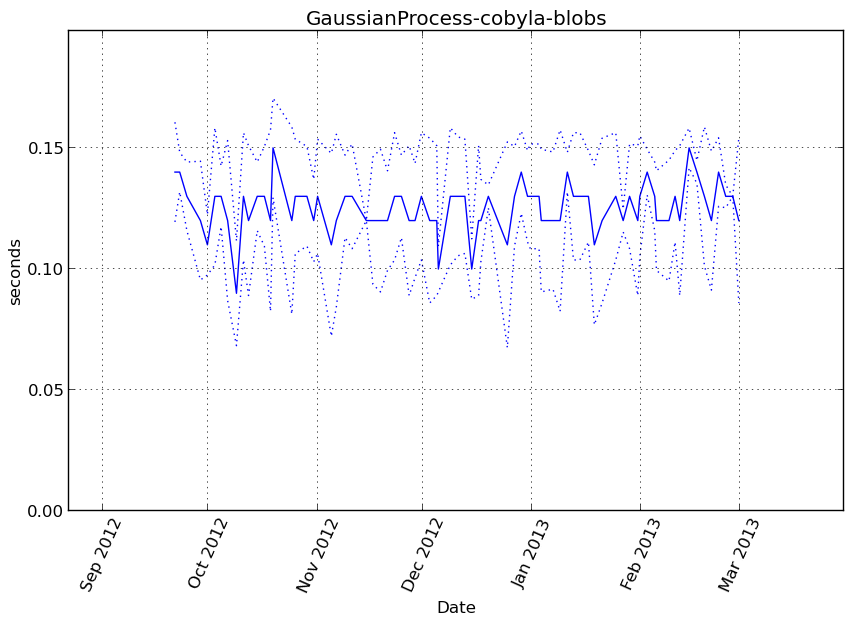 GaussianProcess-cobyla-blobs
0.15
0.10
0.05
0.00
seconds
Sep 2012
Oct 2012
Nov 2012
Dec 2012
Jan 2013
Feb 2013
Mar 2013
Date